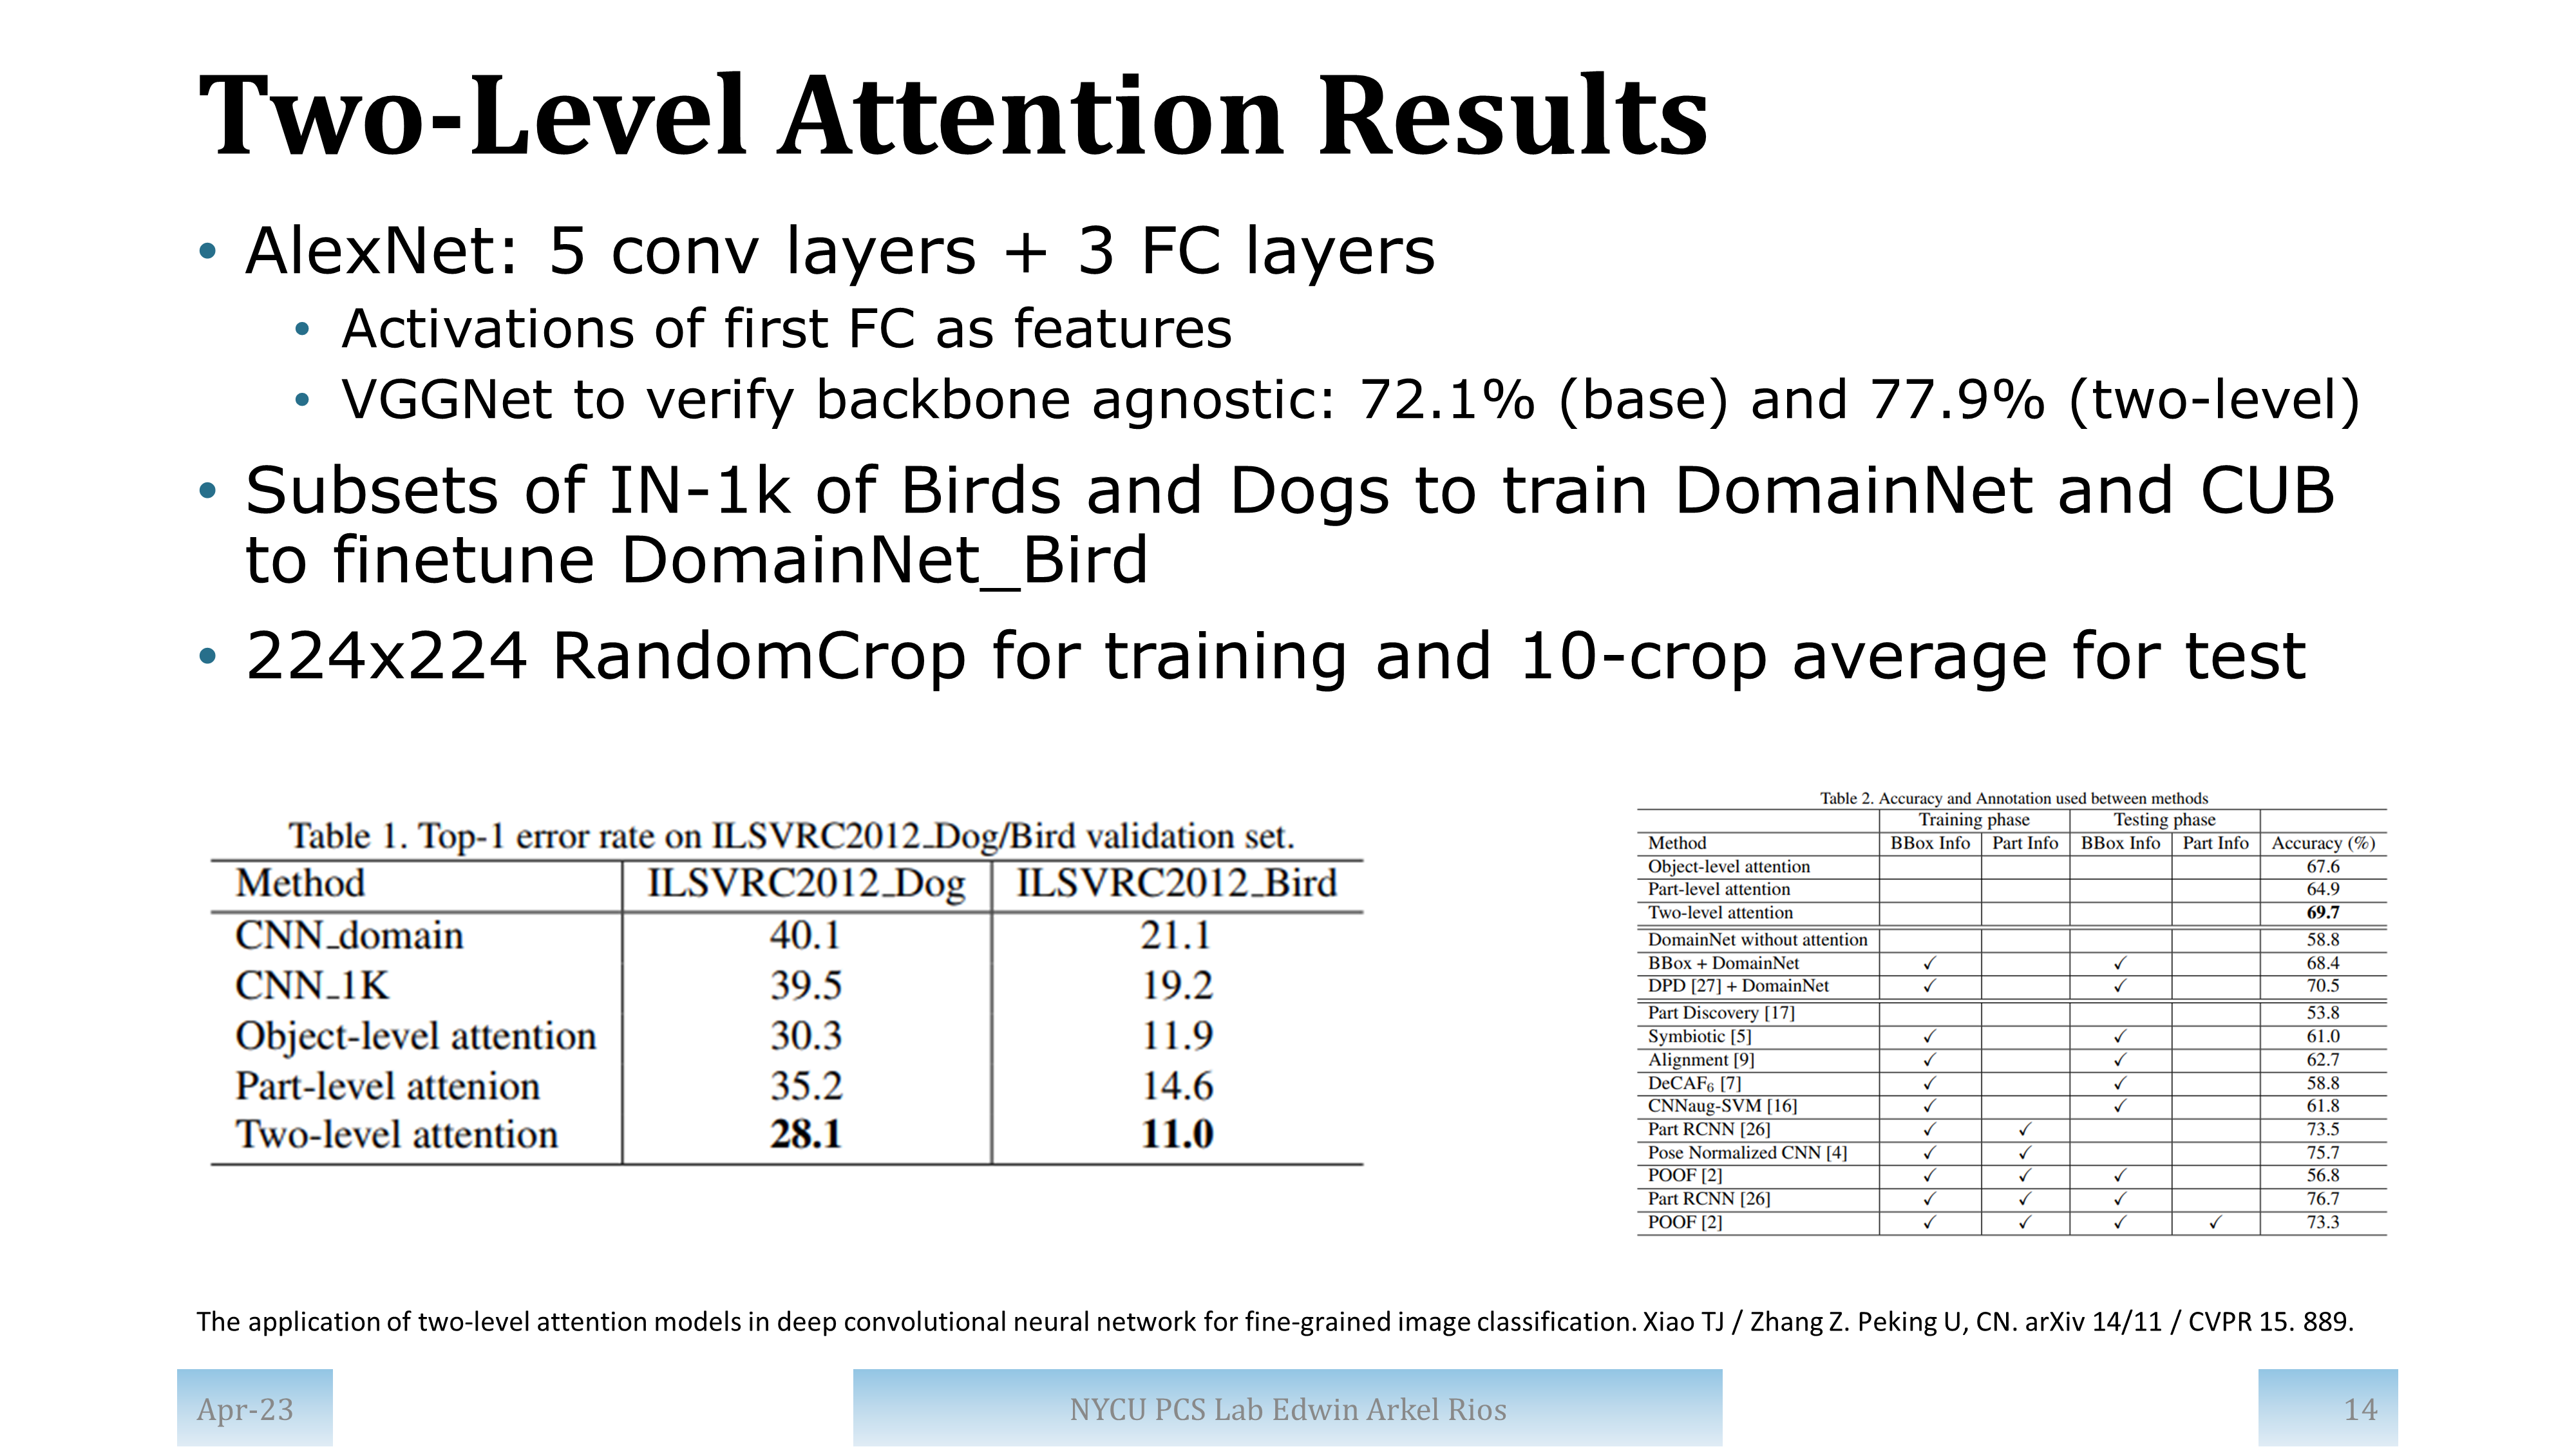 Two-Level Attention Results
• AlexNet: 5 conv layers + 3 FC layers
• Activations of first FC as features
• VGGNet to verify backbone agnostic: 72.1% (base) and 77.9% (two-level)
• Subsets of IN-1k of Birds and Dogs to train DomainNet and CUB
to finetune DomainNet_Bird
• 224x224 RandomCrop for training and 10-crop average for test
Table 1. Top-1 error rate on ILSVRC2012_Dog/Bird validation set.
Method ILSVRC2012_Dog ILSVRC2012_Bird
CNN_domain 40.1 21.1
CNN_1K 39.5 19.2
Object-level attention 30.3 11.9
Part-level attenion 35.2 14.6
Two-level attention 28.1 11.0
Table 2. Accuracy and Annotation used between methods
Training phase Testing phase
Method BBox Info Part Info BBox Info Part Info Accuracy (%)
Object-level attention 67.6
Part-level attention 64.9
Two-level attention 69.7
DomainNet without attention 58.8
BBox + DomainNet ✓ ✓ 68.4
DPD [27] + DomainNet ✓ ✓ 70.5
Part Discovery [17] 53.8
Symbiotic [5] ✓ ✓ 61.0
Alignment [9] ✓ ✓ 62.7
DeCAF₆ [7] ✓ ✓ 58.8
CNNaug-SVM [16] ✓ ✓ 61.8
Part RCNN [26] ✓ ✓ 73.5
Pose Normalized CNN [4] ✓ ✓ 75.7
POOF [2] ✓ ✓ ✓ 56.8
Part RCNN [26] ✓ ✓ ✓ 76.7
POOF [2] ✓ ✓ ✓ ✓ 73.3
The application of two-level attention models in deep convolutional neural network for fine-grained image classification. Xiao TJ / Zhang Z. Peking U, CN. arXiv 14/11 / CVPR 15. 889.
Apr-23
NYCU PCS Lab Edwin Arkel Rios
14